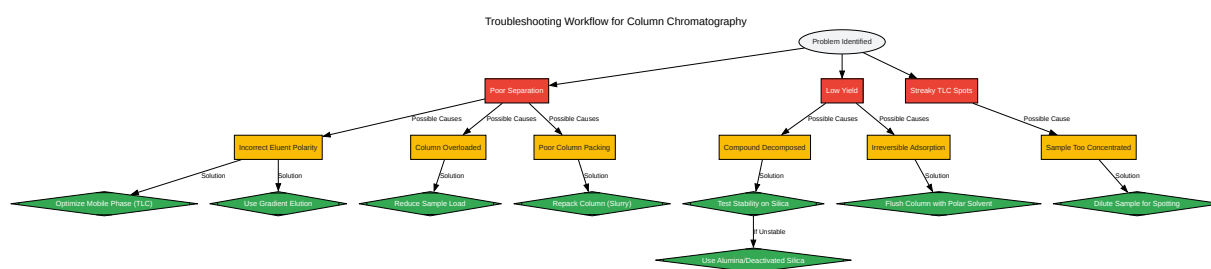 Troubleshooting Workflow for Column Chromatography
Problem Identified
Poor Separation
Low Yield
Streaky TLC Spots
Possible Causes
Possible Causes
Possible Causes
Possible Causes
Possible Causes
Possible Cause
Incorrect Eluent Polarity
Column Overloaded
Poor Column Packing
Compound Decomposed
Irreversible Adsorption
Sample Too Concentrated
Solution
Solution
Solution
Solution
Solution
Solution
Solution
Optimize Mobile Phase (TLC)
Use Gradient Elution
Reduce Sample Load
Repack Column (Slurry)
Test Stability on Silica
Flush Column with Polar Solvent
Dilute Sample for Spotting
If Unstable
Use Alumina/Deactivated Silica